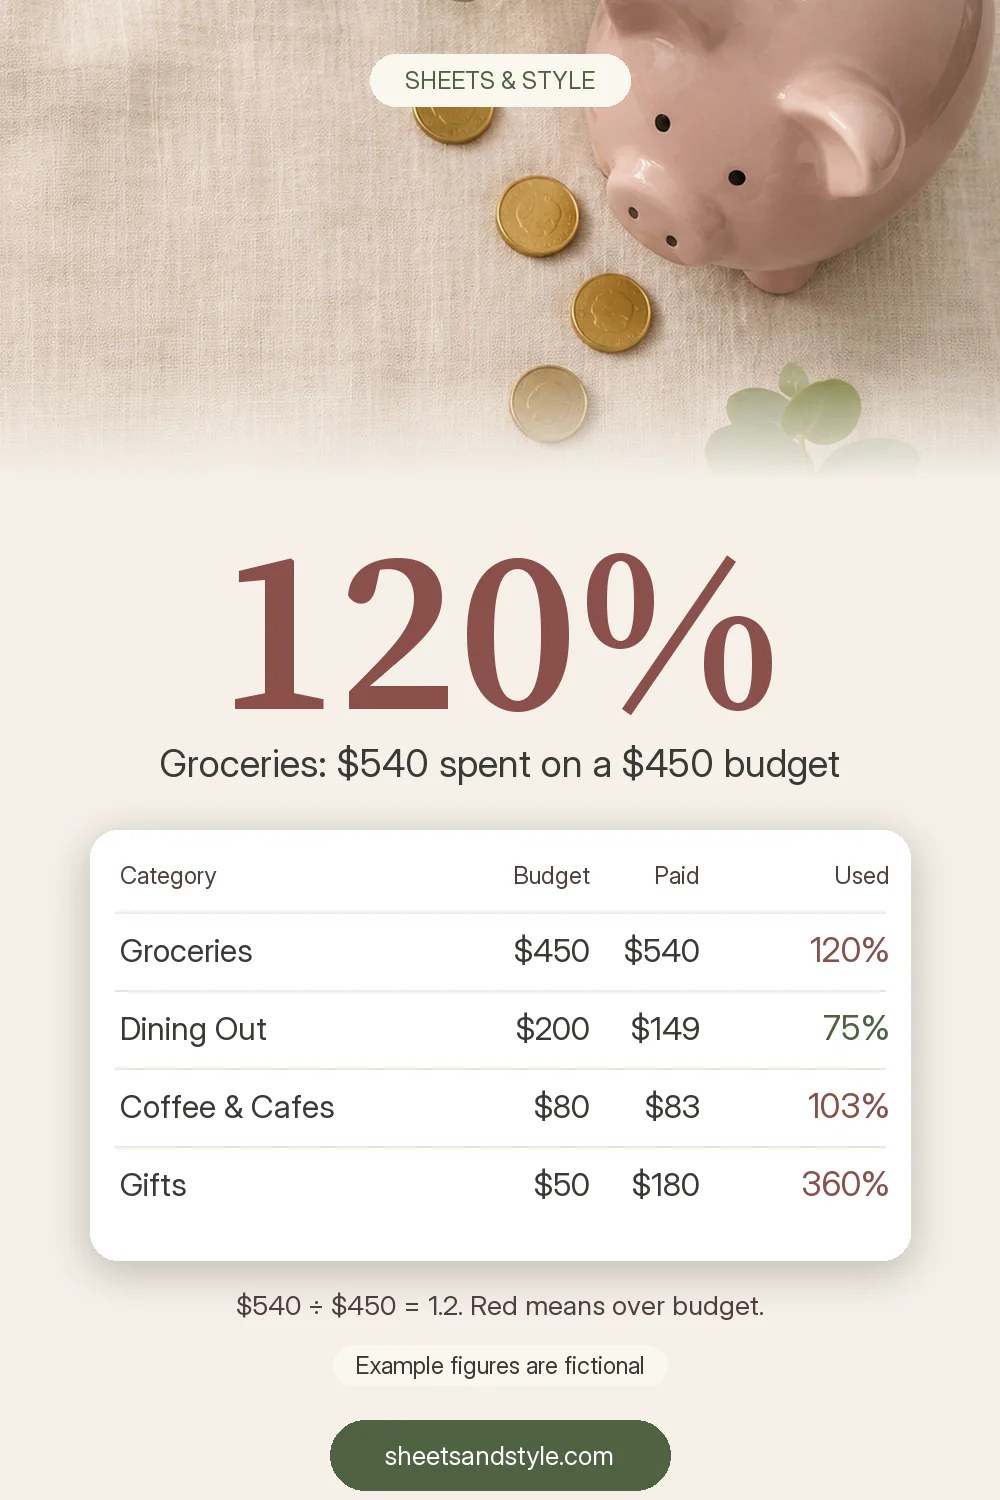 SHEETS & STYLE
120%
Groceries: $540 spent on a $450 budget
Category Budget Paid Used
Groceries $450 $540 120%
Dining Out $200 $149 75%
Coffee & Cafes $80 $83 103%
Gifts $50 $180 360%
$540 ÷ $450 = 1.2. Red means over budget.
Example figures are fictional
sheetsandstyle.com